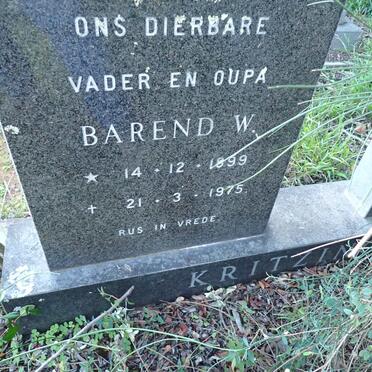 ONS DIERBARE
VADER EN OUPA
BAREND W.
* 14 · 12 · 1899
+ 21 · 3 · 1975
RUS IN VREDE